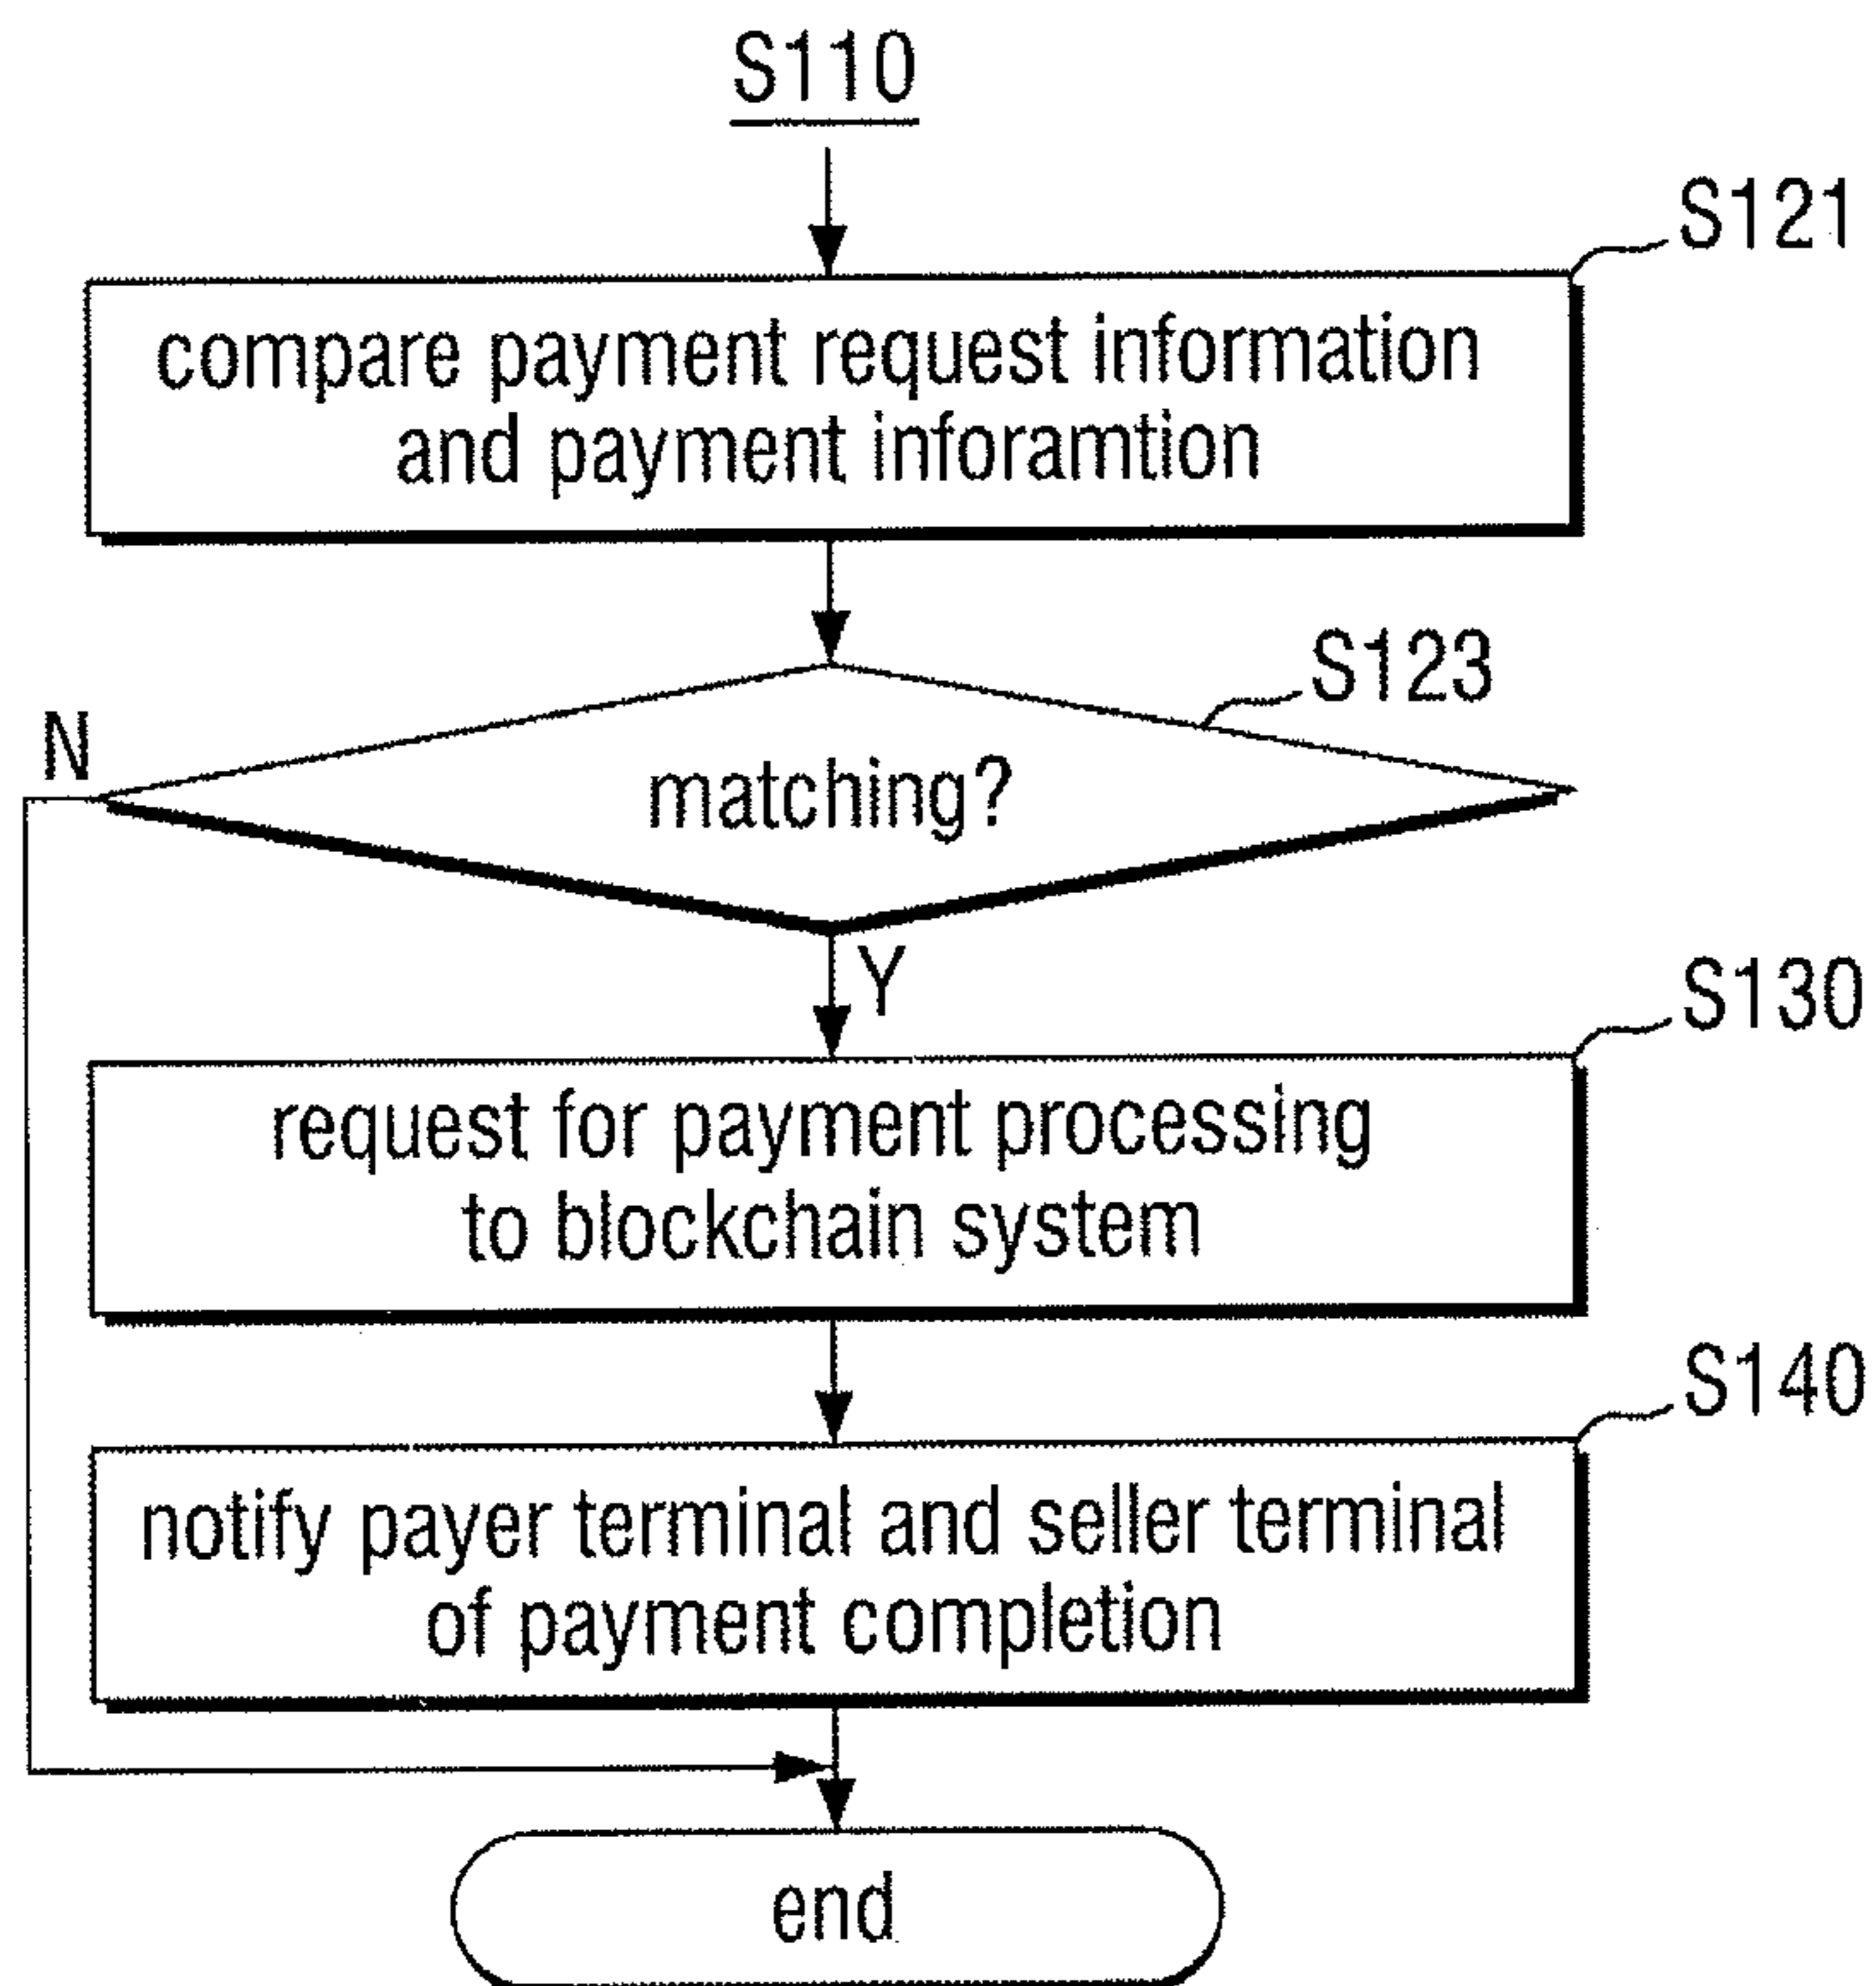 S110
S121
compare payment request information
and payment inforamtion
S123
N
matching?
Y
S130
request for payment processing
to blockchain system
S140
notify payer terminal and seller terminal
of payment completion
end